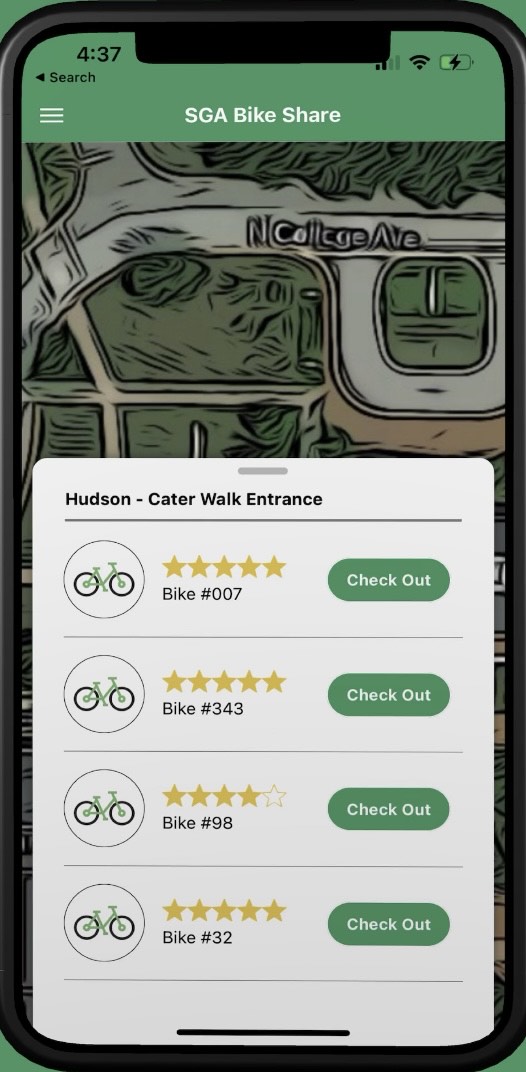 4:37
◀ Search
SGA Bike Share
N College Ave
Hudson - Cater Walk Entrance
Bike #007
Check Out
Bike #343
Check Out
Bike #98
Check Out
Bike #32
Check Out